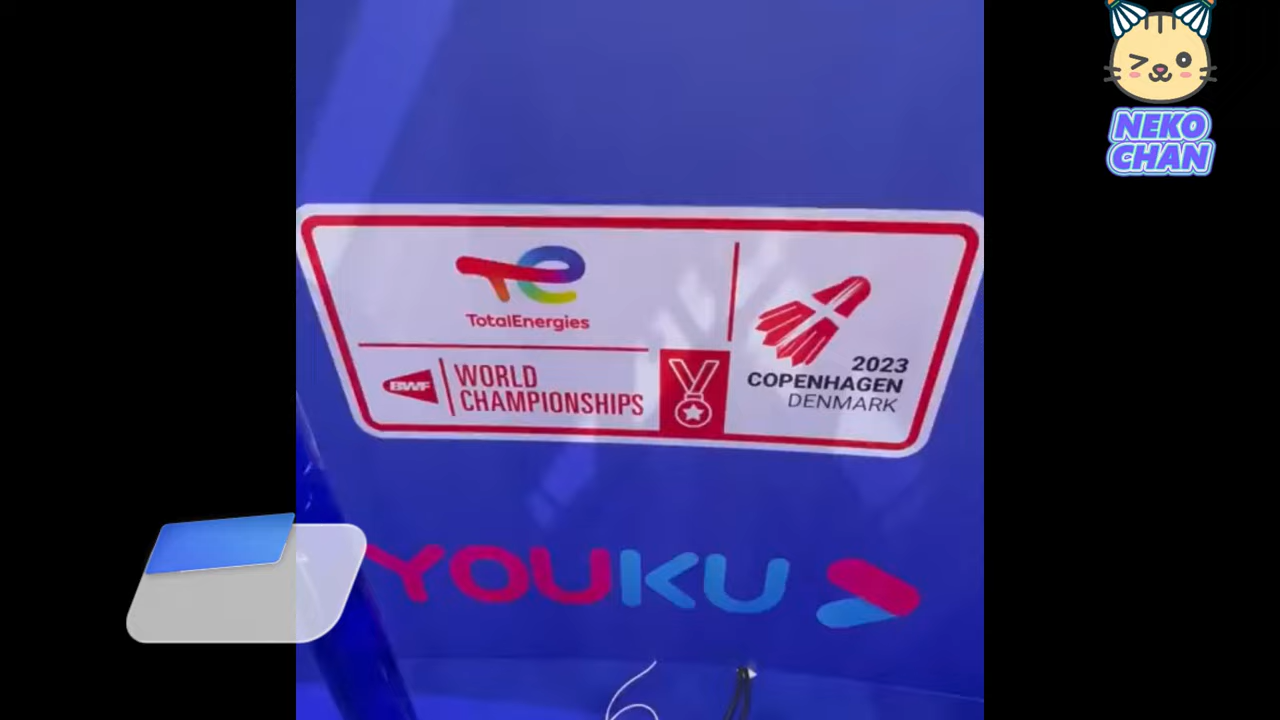 NEKO
CHAN
TotalEnergies
BWF
WORLD
CHAMPIONSHIPS
2023
COPENHAGEN
DENMARK
YOUKU